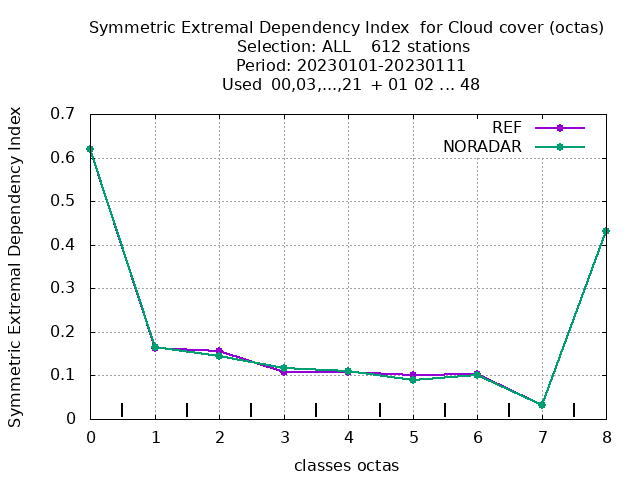 Symmetric Extremal Dependency Index  for Cloud cover (octas)
Selection: ALL    612 stations
Period: 20230101-20230111
Used  00,03,...,21  + 01 02 ... 48
REF
NORADAR
Symmetric Extremal Dependency Index
0.7
0.6
0.5
0.4
0.3
0.2
0.1
0
0 1 2 3 4 5 6 7 8
classes octas